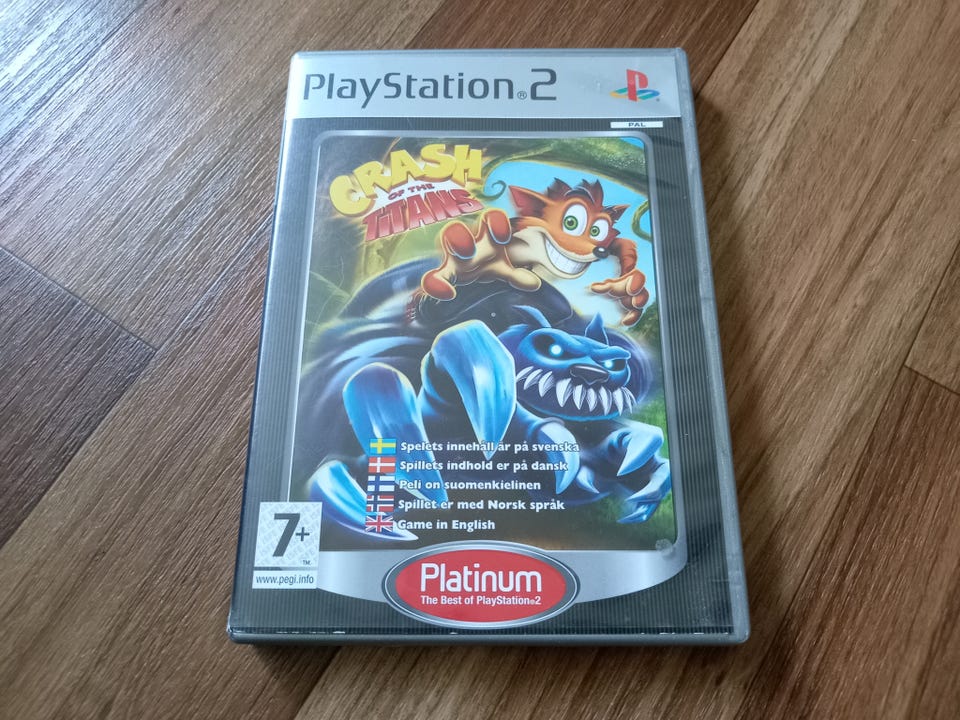 PlayStation®2
PAL
CRASH
OF THE
TITANS
Spelets innehåll är på svenska
Spillets indhold er på dansk
Peli on suomenkielinen
Spillet er med Norsk språk
Game in English
7+
TM
www.pegi.info
Platinum
The Best of PlayStation®2